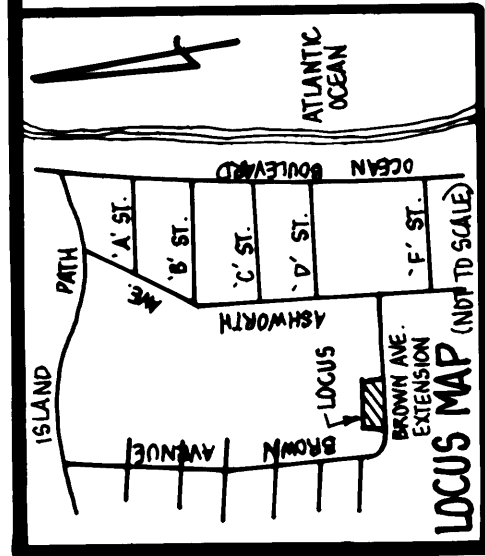 ATLANTIC
OCEAN
OCEAN BOULEVARD
ISLAND PATH
'A' ST.
'B' ST.
'C' ST.
'D' ST.
'F' ST.
ASHWORTH AVE.
BROWN AVENUE
LOCUS
BROWN AVE.
EXTENSION
LOCUS MAP (NOT TO SCALE)